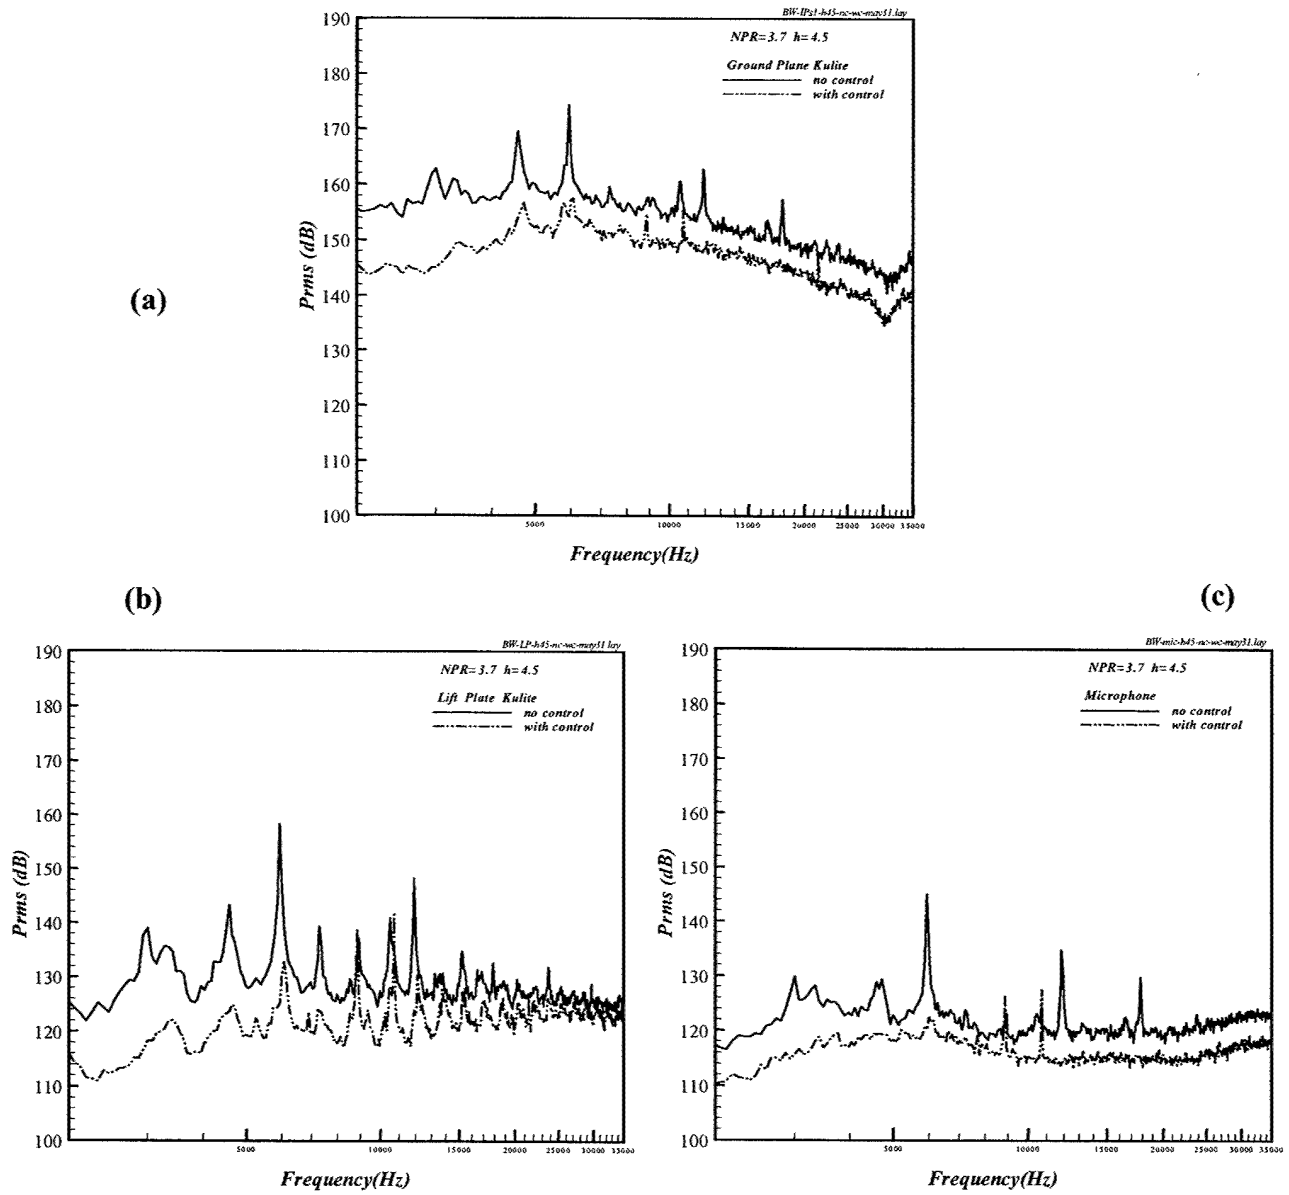 BW-IPs1-h45-nc-wc-may31.lay
NPR=3.7 h=4.5
Ground Plane Kulite
no control
with control
190
180
170
160
150
140
130
120
110
100
Prms (dB)
5000 10000 15000 20000 25000 30000 35000
Frequency(Hz)
(a)
(b)
BW-LP-h45-nc-wc-may31.lay
NPR=3.7 h=4.5
Lift Plate Kulite
no control
with control
190
180
170
160
150
140
130
120
110
100
Prms (dB)
5000 10000 15000 20000 25000 30000 35000
Frequency(Hz)
(c)
BW-mic-h45-nc-wc-may31.lay
NPR=3.7 h=4.5
Microphone
no control
with control
190
180
170
160
150
140
130
120
110
100
Prms (dB)
5000 10000 15000 20000 25000 30000 35000
Frequency(Hz)